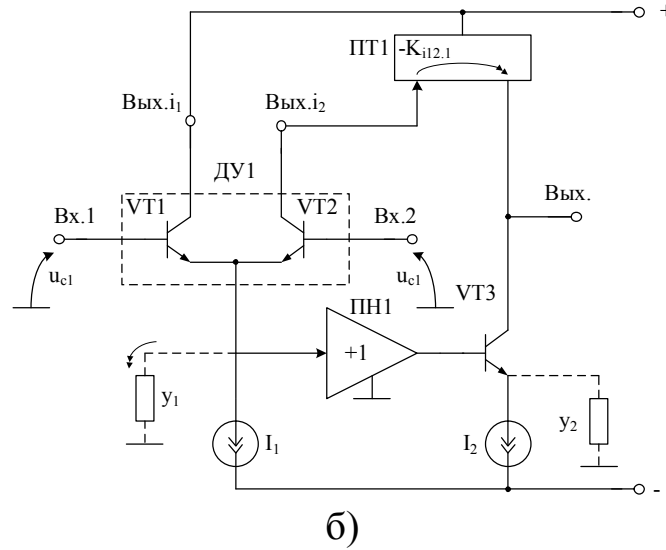 +
ПТ1
-Ki12.1
Вых.i1
Вых.i2
ДУ1
Вых.
Вх.1
VT1
VT2
Вх.2
uc1
uc1
VT3
ПН1
+1
y1
y2
I1
I2
-
б)